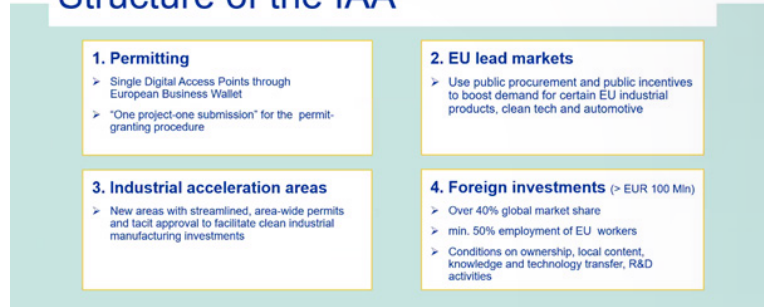 Structure of the IAA
1. Permitting
➢ Single Digital Access Points through
European Business Wallet
➢ "One project-one submission" for the permit-
granting procedure
2. EU lead markets
➢ Use public procurement and public incentives
to boost demand for certain EU industrial
products, clean tech and automotive
3. Industrial acceleration areas
➢ New areas with streamlined, area-wide permits
and tacit approval to facilitate clean industrial
manufacturing investments
4. Foreign investments (> EUR 100 Mln)
➢ Over 40% global market share
➢ min. 50% employment of EU workers
➢ Conditions on ownership, local content,
knowledge and technology transfer, R&D
activities